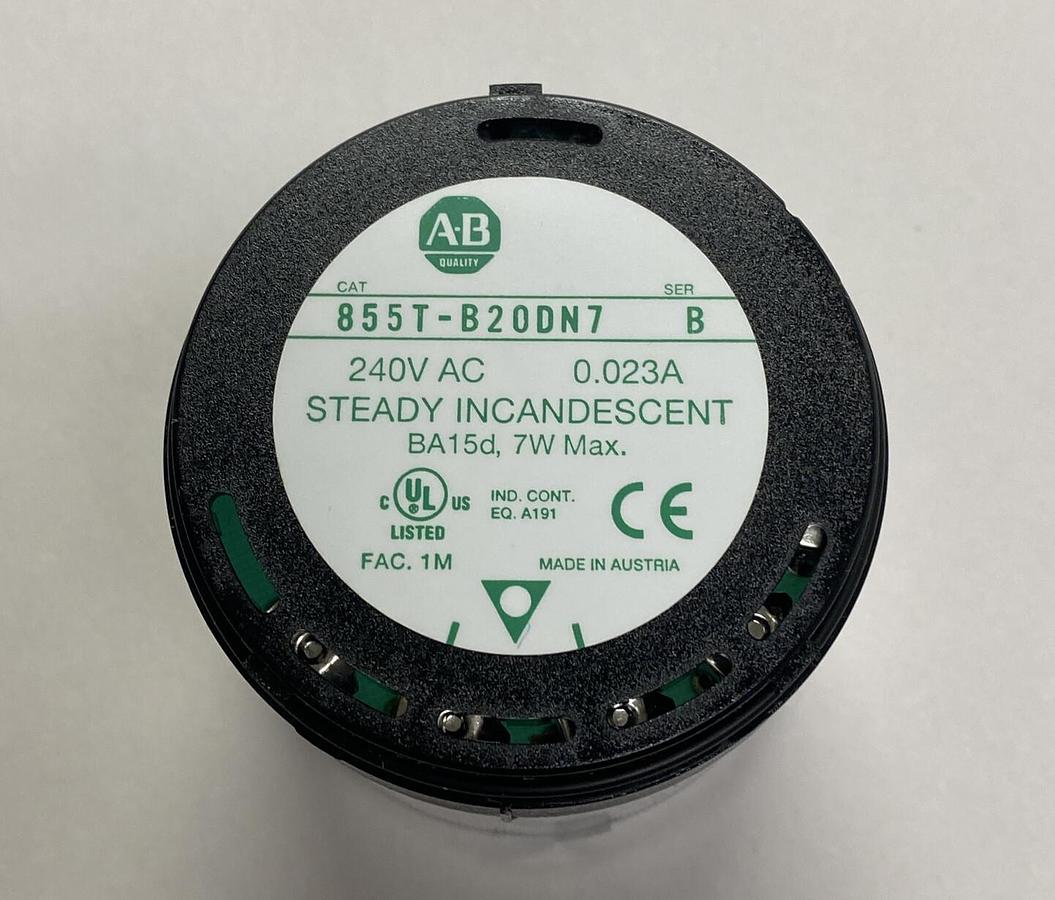 A·B
QUALITY
CAT SER
855T-B20DN7 B
240V AC 0.023A
STEADY INCANDESCENT
BA15d, 7W Max.
C UL US
LISTED
IND. CONT.
EQ. A191
CE
FAC. 1M MADE IN AUSTRIA